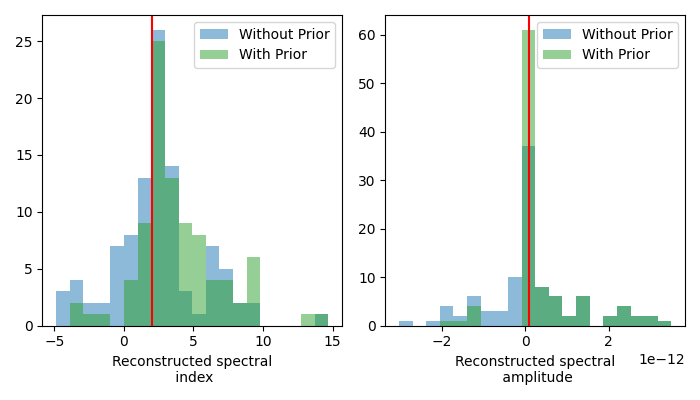 Without Prior
With Prior
25
20
15
10
5
0
−5
0
5
10
15
Reconstructed spectral
index
Without Prior
With Prior
60
50
40
30
20
10
0
−2
0
2
1e−12
Reconstructed spectral
amplitude